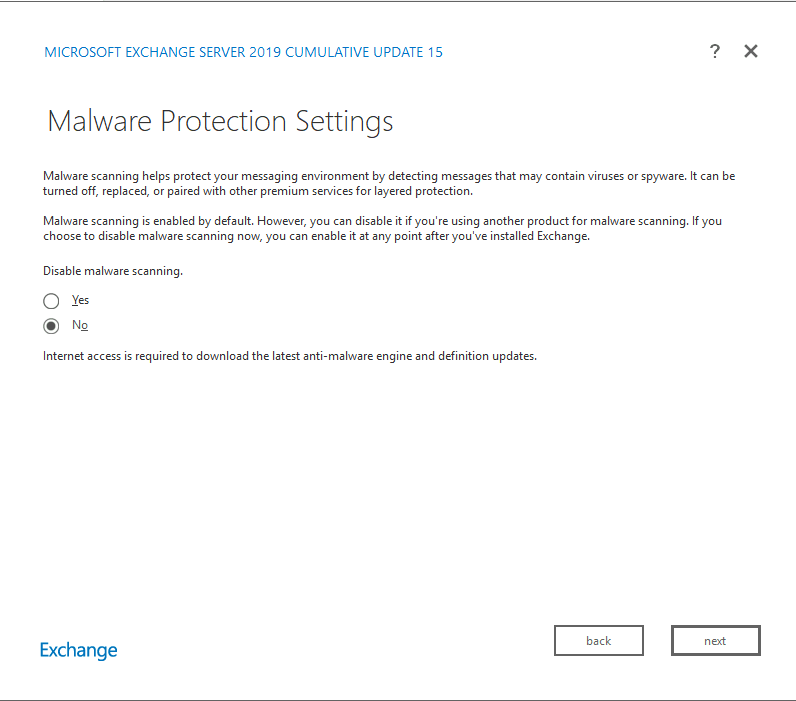 MICROSOFT EXCHANGE SERVER 2019 CUMULATIVE UPDATE 15
?
Malware Protection Settings
Malware scanning helps protect your messaging environment by detecting messages that may contain viruses or spyware. It can be
turned off, replaced, or paired with other premium services for layered protection.
Malware scanning is enabled by default. However, you can disable it if you're using another product for malware scanning. If you
choose to disable malware scanning now, you can enable it at any point after you've installed Exchange.
Disable malware scanning.
Yes
No
Internet access is required to download the latest anti-malware engine and definition updates.
Exchange
back
next